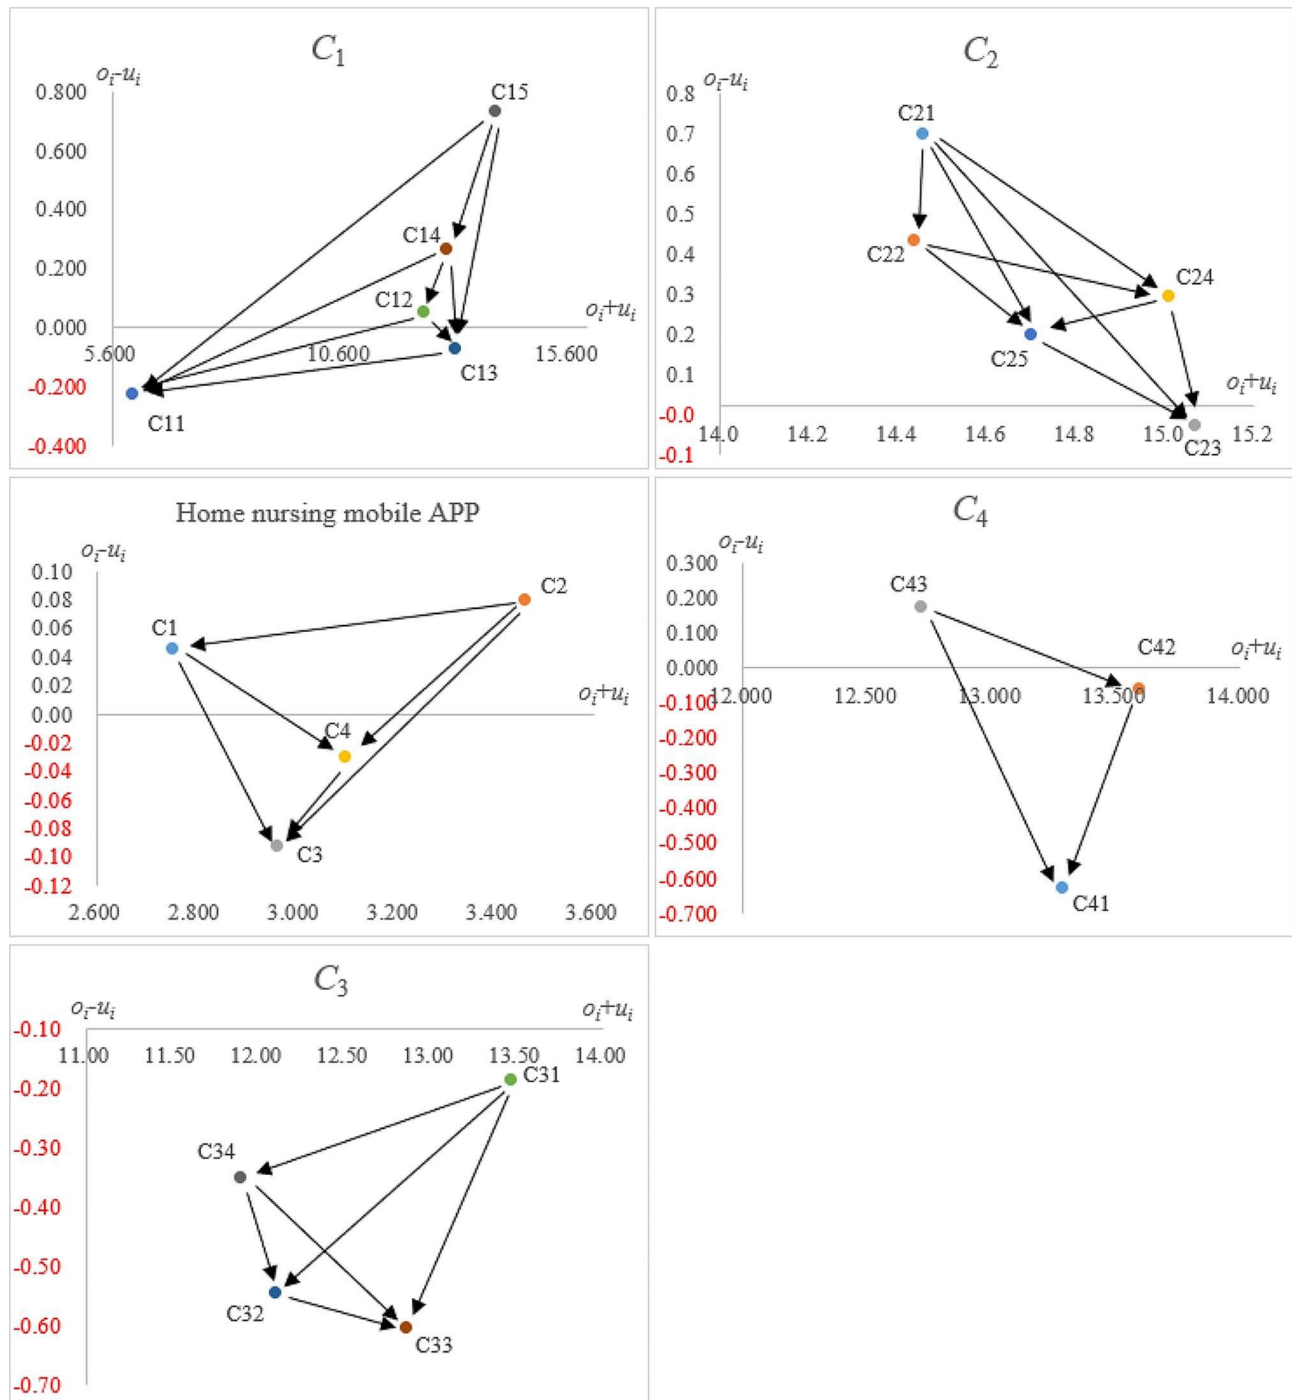 C1
oi-ui
0.800
0.600
0.400
0.200
0.000
-0.200
-0.400
5.600
10.600
15.600
oi+ui
C15
C14
C12
C13
C11
C2
oi-ui
0.8
0.7
0.6
0.5
0.4
0.3
0.2
0.1
-0.0
-0.1
14.0
14.2
14.4
14.6
14.8
15.0
15.2
oi+ui
C21
C22
C24
C25
C23
Home nursing mobile APP
oi-ui
0.10
0.08
0.06
0.04
0.02
0.00
-0.02
-0.04
-0.06
-0.08
-0.10
-0.12
2.600
2.800
3.000
3.200
3.400
3.600
oi+ui
C2
C1
C4
C3
C4
oi-ui
0.300
0.200
0.100
0.000
-0.100
-0.200
-0.300
-0.400
-0.500
-0.600
-0.700
12.000
12.500
13.000
13.500
14.000
oi+ui
C43
C42
C41
C3
oi-ui
oi+ui
-0.10
-0.20
-0.30
-0.40
-0.50
-0.60
-0.70
11.00
11.50
12.00
12.50
13.00
13.50
14.00
C31
C34
C32
C33